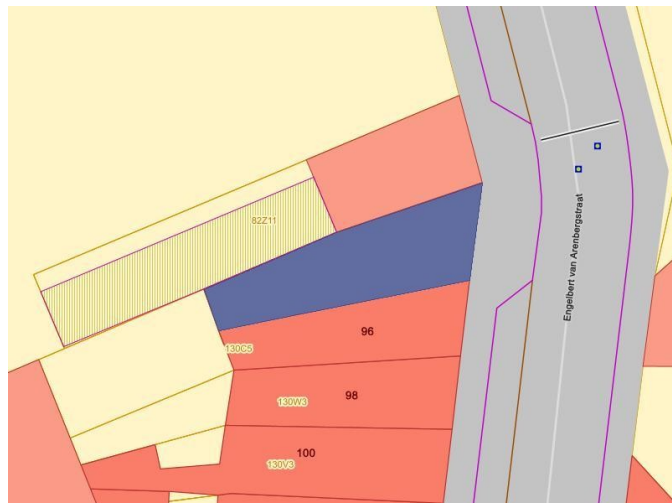 82Z11
Engelbert van Arenbergstraat
96
130C5
98
130W3
100
130V3